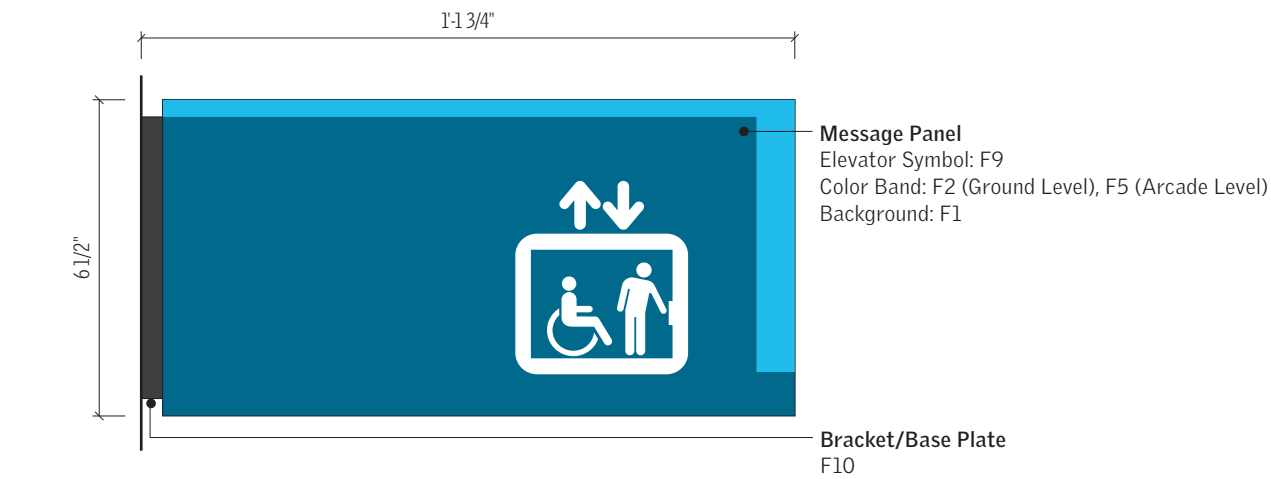 1'-1 3/4"
6 1/2"
Message Panel
Elevator Symbol: F9
Color Band: F2 (Ground Level), F5 (Arcade Level)
Background: F1
Bracket/Base Plate
F10